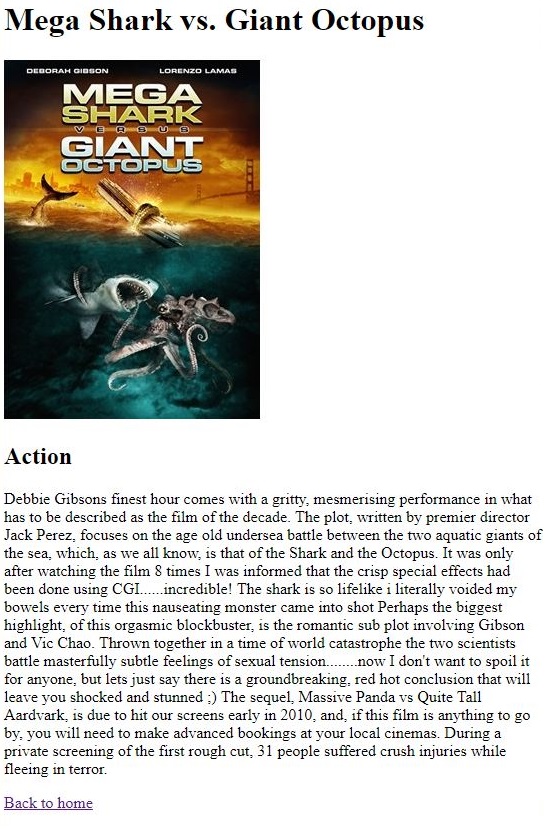 Mega Shark vs. Giant Octopus
DEBORAH GIBSON LORENZO LAMAS
MEGA
SHARK
VERSUS
GIANT
OCTOPUS
Action
Debbie Gibsons finest hour comes with a gritty, mesmerising performance in what
has to be described as the film of the decade. The plot, written by premier director
Jack Perez, focuses on the age old undersea battle between the two aquatic giants of
the sea, which, as we all know, is that of the Shark and the Octopus. It was only
after watching the film 8 times I was informed that the crisp special effects had
been done using CGI......incredible! The shark is so lifelike i literally voided my
bowels every time this nauseating monster came into shot Perhaps the biggest
highlight, of this orgasmic blockbuster, is the romantic sub plot involving Gibson
and Vic Chao. Thrown together in a time of world catastrophe the two scientists
battle masterfully subtle feelings of sexual tension........now I don't want to spoil it
for anyone, but lets just say there is a groundbreaking, red hot conclusion that will
leave you shocked and stunned ;) The sequel, Massive Panda vs Quite Tall
Aardvark, is due to hit our screens early in 2010, and, if this film is anything to go
by, you will need to make advanced bookings at your local cinemas. During a
private screening of the first rough cut, 31 people suffered crush injuries while
fleeing in terror.
Back to home